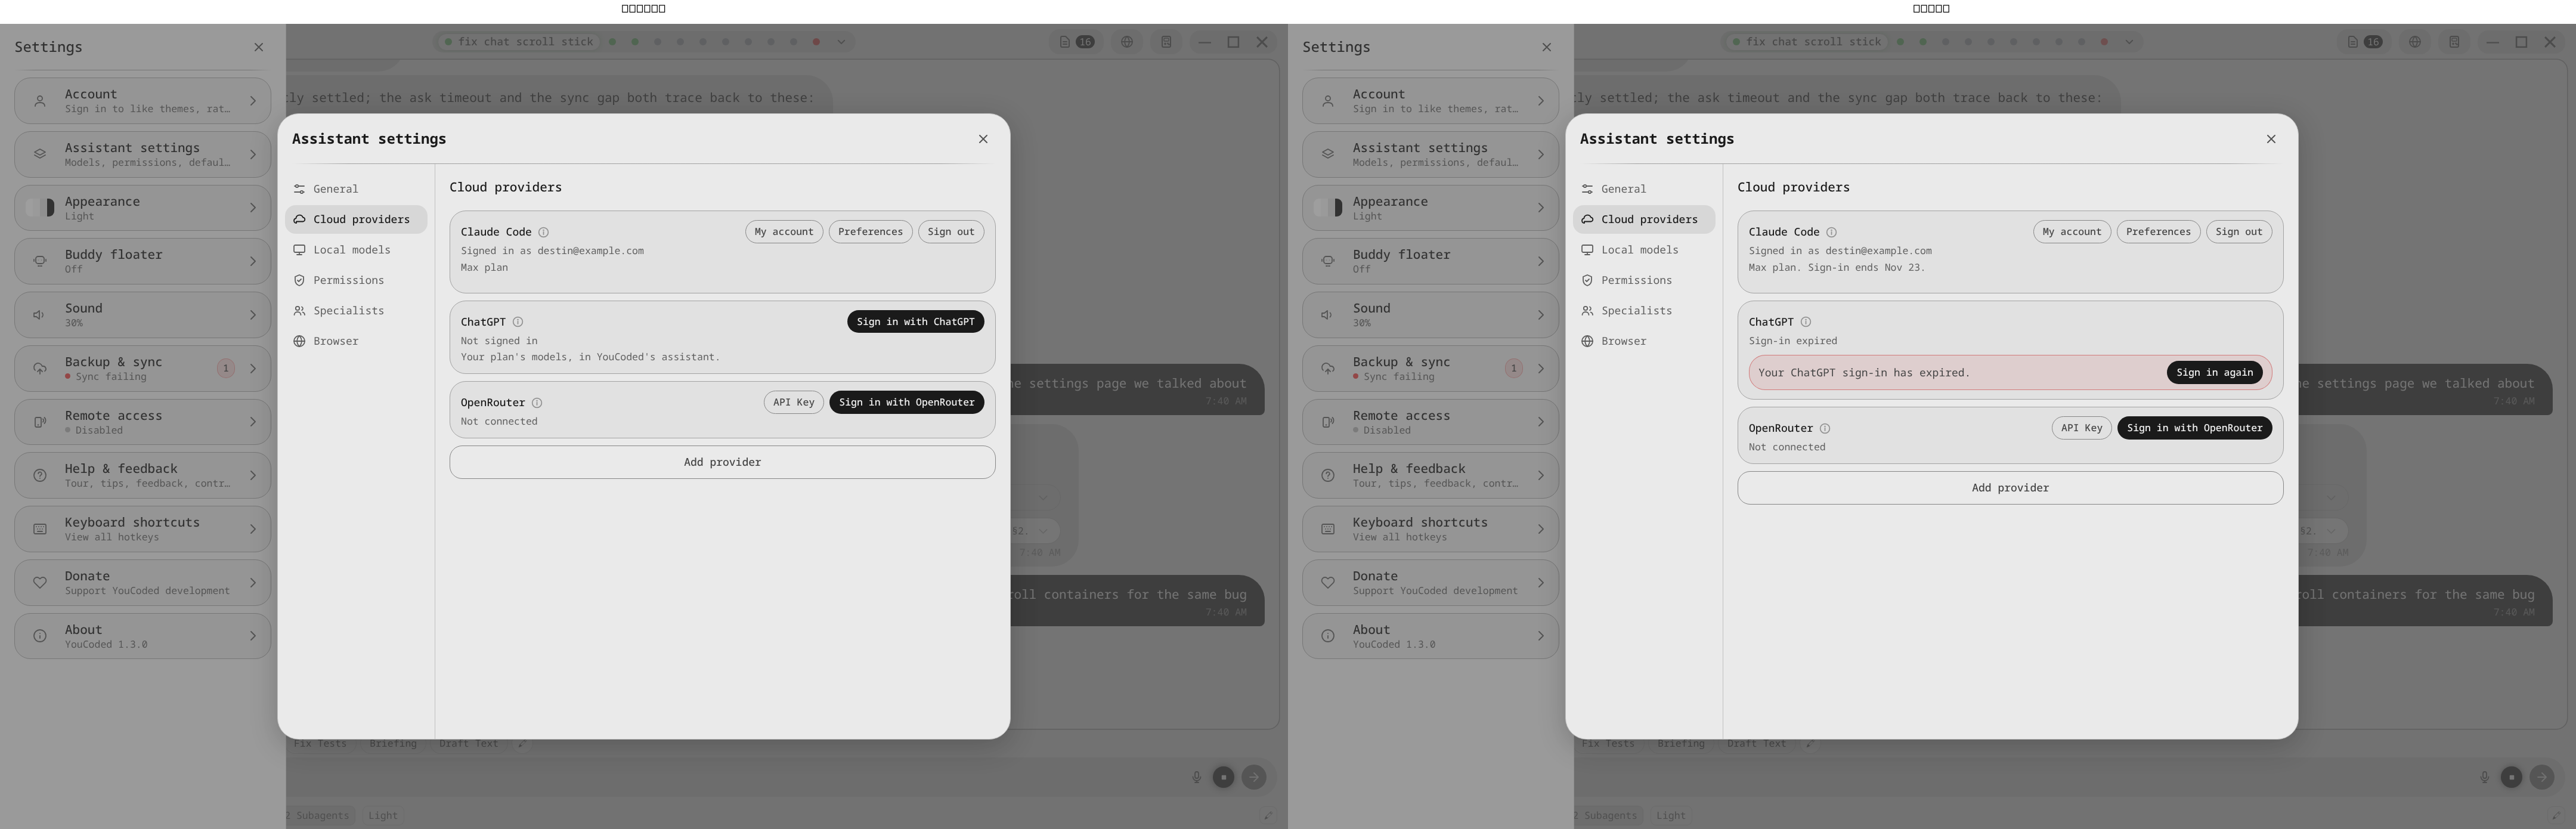 Settings
fix chat scroll stick
16
Account
Sign in to like themes, rat…
Assistant settings
Models, permissions, defaul…
Appearance
Light
Buddy floater
Off
Sound
30%
Backup & sync
Sync failing
1
Remote access
Disabled
Help & feedback
Tour, tips, feedback, contr…
Keyboard shortcuts
View all hotkeys
Donate
Support YouCoded development
About
YouCoded 1.3.0
settled; the ask timeout and the sync gap both trace back to these:
Assistant settings
General
Cloud providers
Local models
Permissions
Specialists
Browser
Cloud providers
Claude Code
My account
Preferences
Sign out
Signed in as destin@example.com
Max plan
ChatGPT
Sign in with ChatGPT
Not signed in
Your plan's models, in YouCoded's assistant.
OpenRouter
API Key
Sign in with OpenRouter
Not connected
Add provider
settings page we talked about
7:40 AM
52.
7:40 AM
containers for the same bug
7:40 AM
Fix Tests
Briefing
Draft Text
2 Subagents
Light
Settings
fix chat scroll stick
16
Account
Sign in to like themes, rat…
Assistant settings
Models, permissions, defaul…
Appearance
Light
Buddy floater
Off
Sound
30%
Backup & sync
Sync failing
1
Remote access
Disabled
Help & feedback
Tour, tips, feedback, contr…
Keyboard shortcuts
View all hotkeys
Donate
Support YouCoded development
About
YouCoded 1.3.0
settled; the ask timeout and the sync gap both trace back to these:
Assistant settings
General
Cloud providers
Local models
Permissions
Specialists
Browser
Cloud providers
Claude Code
My account
Preferences
Sign out
Signed in as destin@example.com
Max plan. Sign-in ends Nov 23.
ChatGPT
Sign-in expired
Your ChatGPT sign-in has expired.
Sign in again
OpenRouter
API Key
Sign in with OpenRouter
Not connected
Add provider
settings page we talked about
7:40 AM
52.
7:40 AM
containers for the same bug
7:40 AM
Fix Tests
Briefing
Draft Text
2 Subagents
Light